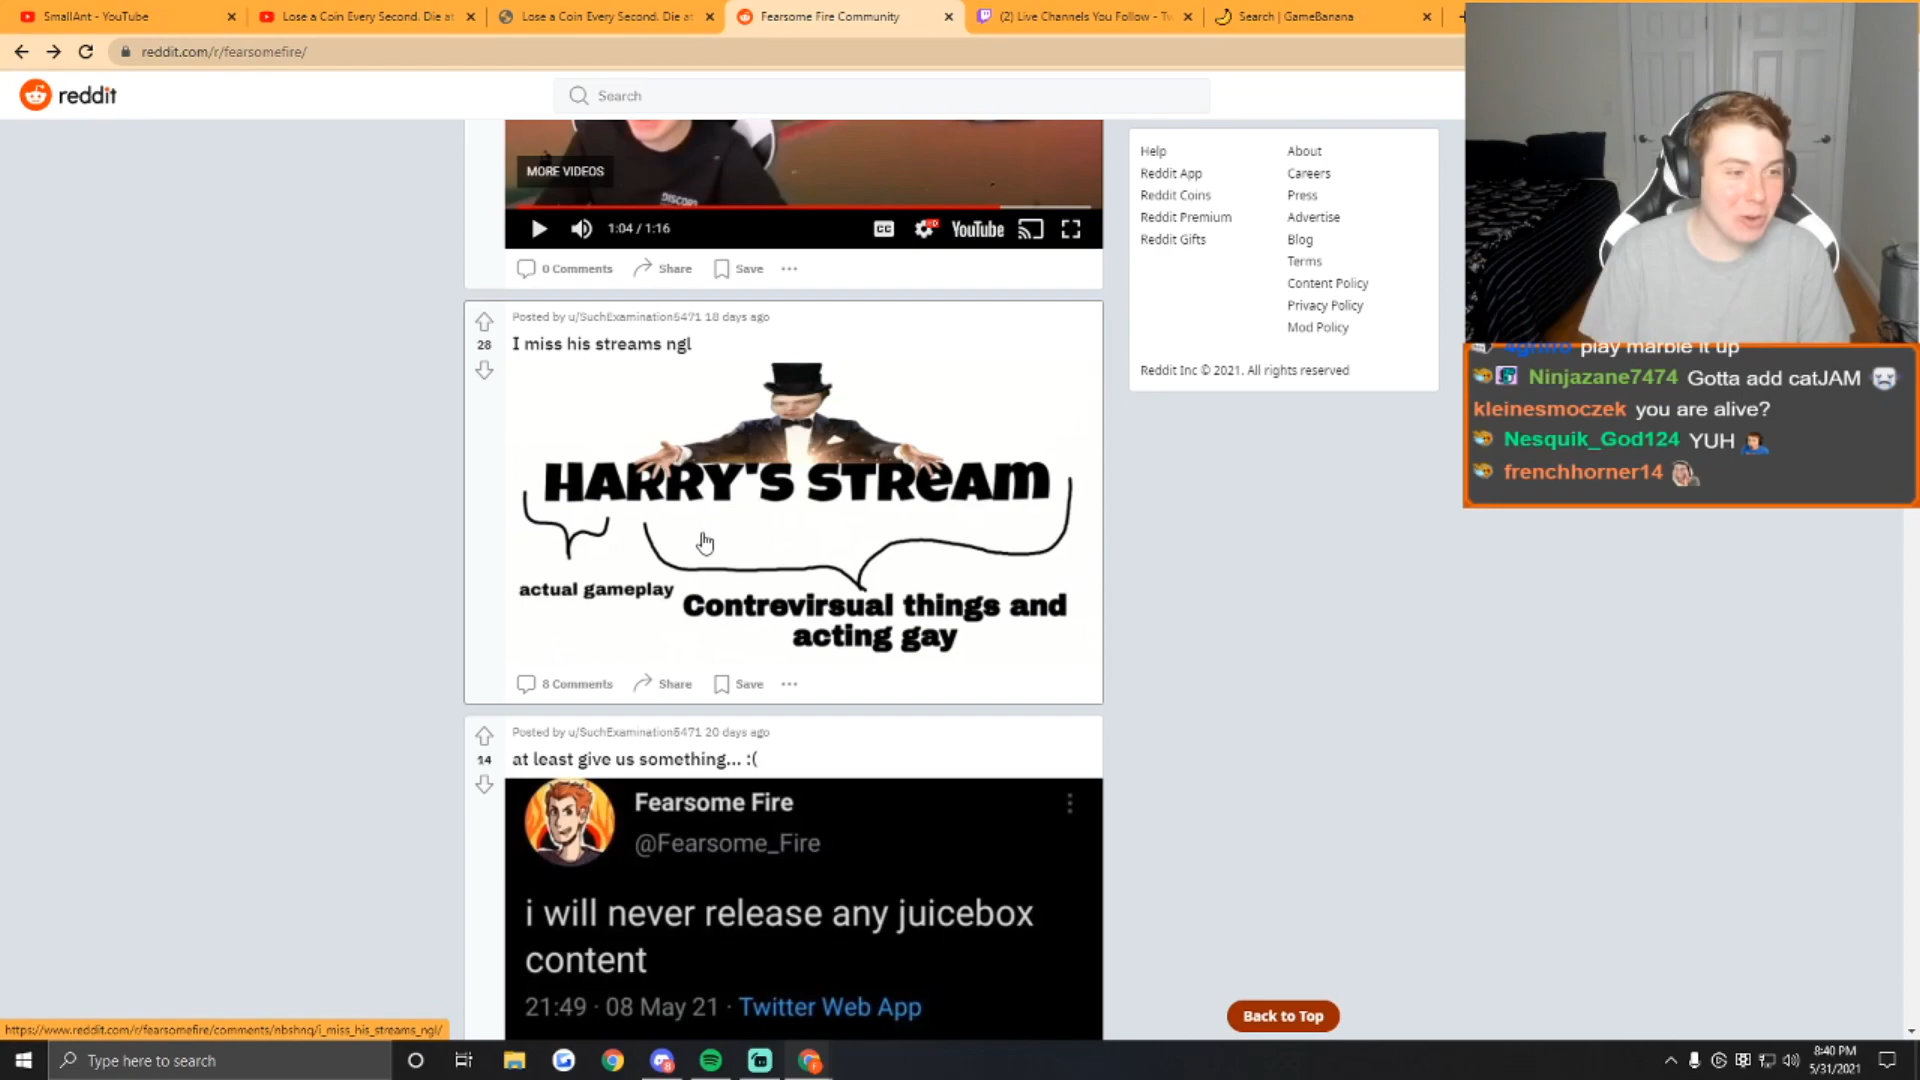 SmallAnt - YouTube
Lose a Coin Every Second. Die at
Lose a Coin Every Second. Die at
Fearsome Fire Community
(2) Live Channels You Follow - Tw
Search | GameBanana
reddit.com/r/fearsomefire/
reddit
Search
MORE VIDEOS
DISCORD
1:04 / 1:16
CC
YouTube
0 Comments
Share
Save
Posted by u/SuchExamination5471 18 days ago
28
I miss his streams ngl
HARRY'S STReAM
actual gameplay
Contrevirsual things and
acting gay
8 Comments
Share
Save
Posted by u/SuchExamination5471 20 days ago
14
at least give us something... :(
Fearsome Fire
@Fearsome_Fire
i will never release any juicebox
content
21:49 · 08 May 21 · Twitter Web App
Help
Reddit App
Reddit Coins
Reddit Premium
Reddit Gifts
About
Careers
Press
Advertise
Blog
Terms
Content Policy
Privacy Policy
Mod Policy
Reddit Inc © 2021. All rights reserved
play marble it up
Ninjazane7474 Gotta add catJAM
kleinesmoczek you are alive?
Nesquik_God124 YUH
frenchhorner14
Back to Top
https://www.reddit.com/r/fearsomefire/comments/nbshnq/i_miss_his_streams_ngl/
Type here to search
8:40 PM
5/31/2021